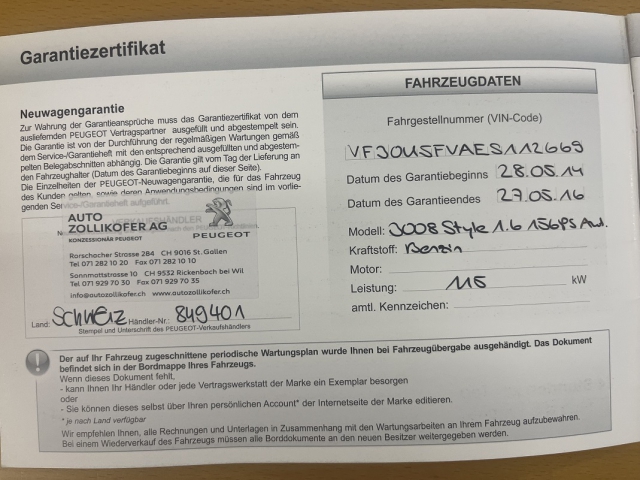 Garantiezertifikat
Neuwagengarantie
Zur Wahrung der Garantieansprüche muss das Garantiezertifikat von dem
ausliefernden PEUGEOT Vertragspartner ausgefüllt und abgestempelt sein.
Die Garantie ist von der Durchführung der regelmäßigen Wartungen gemäß
dem Service-/Garantieheft mit den entsprechend ausgefüllten und abgestem-
pelten Belegabschnitten abhängig. Die Garantie gilt vom Tag der Lieferung an
den Fahrzeughalter (Datum des Garantiebeginns auf dieser Seite).
Die Einzelheiten der PEUGEOT-Neuwagengarantie, die für das Fahrzeug
des Kunden gelten, sowie deren Anwendungsbedingungen sind im vorlie-
genden Service-/Garantieheft aufgeführt.
AUTO
ZOLLIKOFER AG
KONZESSIONÄR PEUGEOT
PEUGEOT
Rorschacher Strasse 284 CH 9016 St. Gallen
Tel 071 282 10 20 Fax 071 282 10 10
Sonnmattstrasse 10 CH 9532 Rickenbach bei Wil
Tel 071 929 70 30 Fax 071 929 70 35
info@autozollikofer.ch www.autozollikofer.ch
Land: Schweiz Händler-Nr.: 849401
Stempel und Unterschrift des PEUGEOT-Verkaufshändlers
FAHRZEUGDATEN
Fahrgestellnummer (VIN-Code)
VF30U5FVAES112669
Datum des Garantiebeginns 28.05.14
Datum des Garantieendes 27.05.16
Modell: 3008 Style 1.6 156PS Aut.
Kraftstoff: Benzin
Motor:
Leistung: 115 kW
amtl. Kennzeichen:
Der auf Ihr Fahrzeug zugeschnittene periodische Wartungsplan wurde Ihnen bei Fahrzeugübergabe ausgehändigt. Das Dokument
befindet sich in der Bordmappe Ihres Fahrzeugs.
Wenn dieses Dokument fehlt,
- kann Ihnen Ihr Händler oder jede Vertragswerkstatt der Marke ein Exemplar besorgen
oder
- Sie können dieses selbst über Ihren persönlichen Account* der Internetseite der Marke editieren.
* je nach Land verfügbar
Wir empfehlen Ihnen, alle Rechnungen und Unterlagen in Zusammenhang mit den Wartungsarbeiten an Ihrem Fahrzeug aufzubewahren.
Bei einem Wiederverkauf des Fahrzeugs müssen alle Borddokumente an den neuen Besitzer weitergegeben werden.